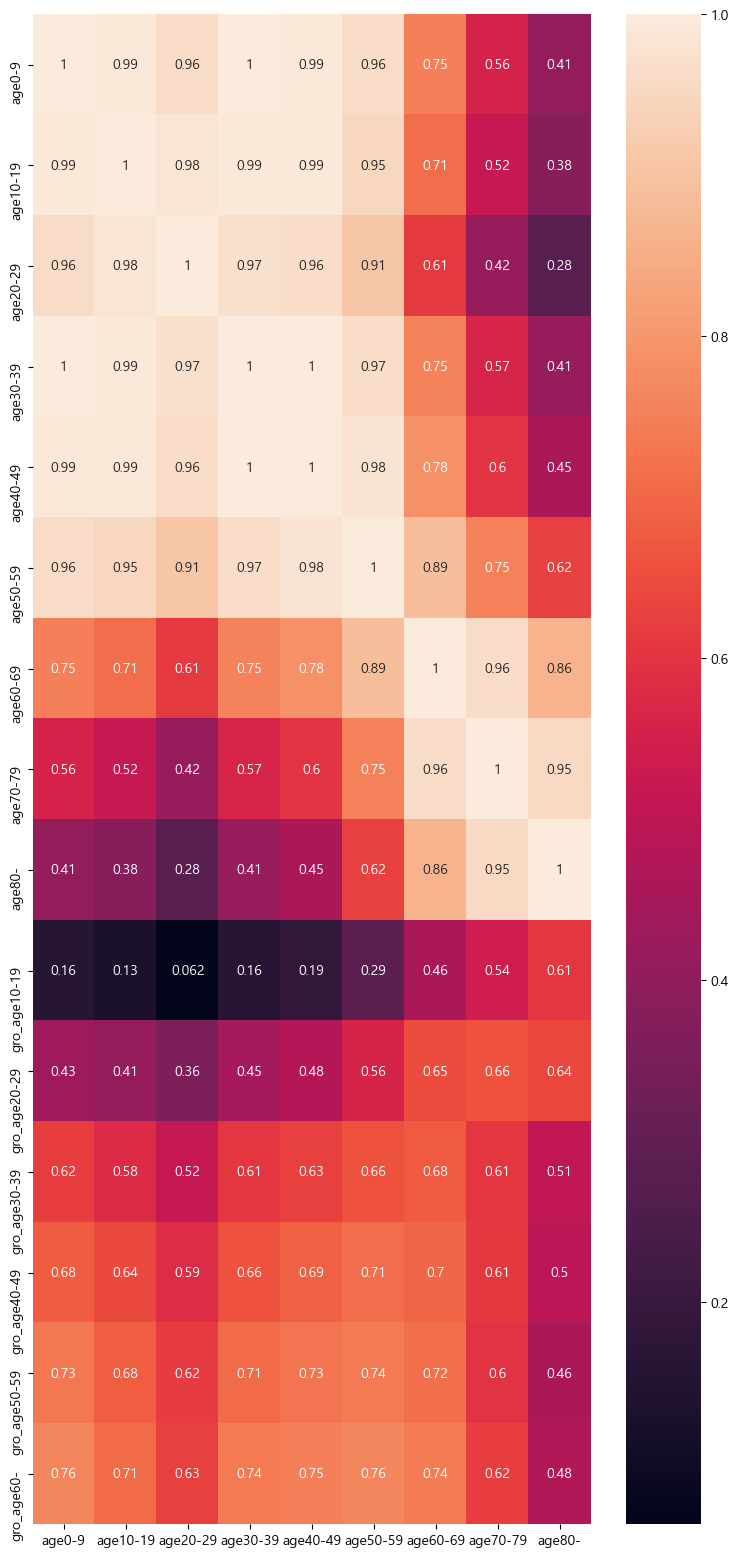 age0-9 1 0.99 0.96 1 0.99 0.96 0.75 0.56 0.41
age10-19 0.99 1 0.98 0.99 0.99 0.95 0.71 0.52 0.38
age20-29 0.96 0.98 1 0.97 0.96 0.91 0.61 0.42 0.28
age30-39 1 0.99 0.97 1 1 0.97 0.75 0.57 0.41
age40-49 0.99 0.99 0.96 1 1 0.98 0.78 0.6 0.45
age50-59 0.96 0.95 0.91 0.97 0.98 1 0.89 0.75 0.62
age60-69 0.75 0.71 0.61 0.75 0.78 0.89 1 0.96 0.86
age70-79 0.56 0.52 0.42 0.57 0.6 0.75 0.96 1 0.95
age80- 0.41 0.38 0.28 0.41 0.45 0.62 0.86 0.95 1
gro_age10-19 0.16 0.13 0.062 0.16 0.19 0.29 0.46 0.54 0.61
gro_age20-29 0.43 0.41 0.36 0.45 0.48 0.56 0.65 0.66 0.64
gro_age30-39 0.62 0.58 0.52 0.61 0.63 0.66 0.68 0.61 0.51
gro_age40-49 0.68 0.64 0.59 0.66 0.69 0.71 0.7 0.61 0.5
gro_age50-59 0.73 0.68 0.62 0.71 0.73 0.74 0.72 0.6 0.46
gro_age60- 0.76 0.71 0.63 0.74 0.75 0.76 0.74 0.62 0.48
age0-9 age10-19 age20-29 age30-39 age40-49 age50-59 age60-69 age70-79 age80-
1.0
0.8
0.6
0.4
0.2